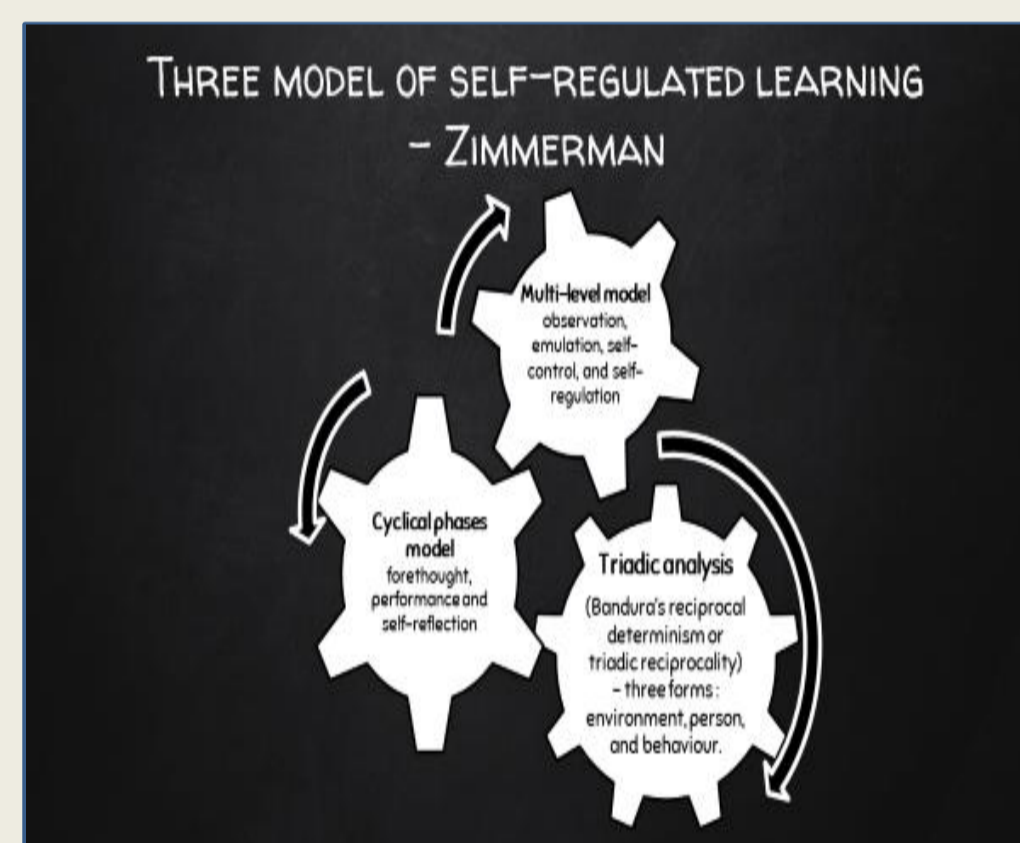 THREE MODEL OF SELF-REGULATED LEARNING
- ZIMMERMAN
Multi-level model
observation,
emulation, self-
control, and self-
regulation
Cyclical phases
model
forethought,
performance and
self-reflection
Triadic analysis
(Bandura's reciprocal
determinism or
triadic reciprocality)
- three forms:
environment, person,
and behaviour.